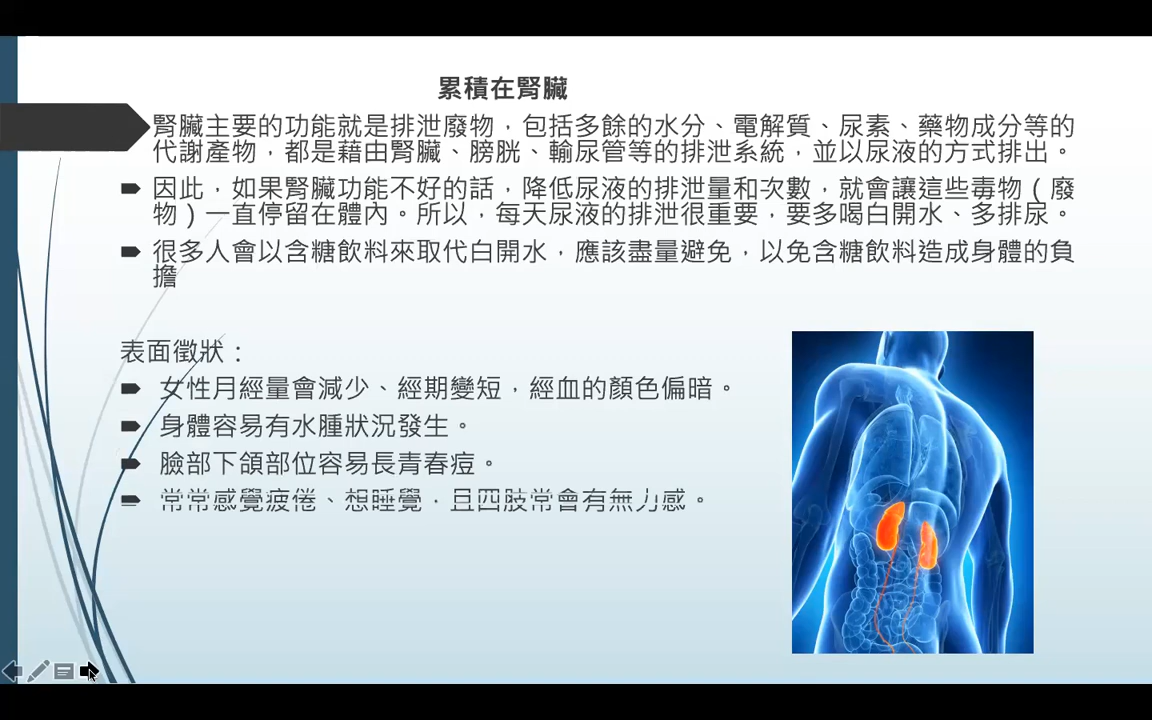 累積在腎臟
腎臟主要的功能就是排泄廢物，包括多餘的水分、電解質、尿素、藥物成分等的
代謝產物，都是藉由腎臟、膀胱、輸尿管等的排泄系統，並以尿液的方式排出。
因此，如果腎臟功能不好的話，降低尿液的排泄量和次數，就會讓這些毒物（廢
物）一直停留在體內。所以，每天尿液的排泄很重要，要多喝白開水、多排尿。
很多人會以含糖飲料來取代白開水，應該盡量避免，以免含糖飲料造成身體的負
擔
表面徵狀：
女性月經量會減少、經期變短，經血的顏色偏暗。
身體容易有水腫狀況發生。
臉部下頜部位容易長青春痘。
常常感覺疲倦、想睡覺，且四肢常會有無力感。